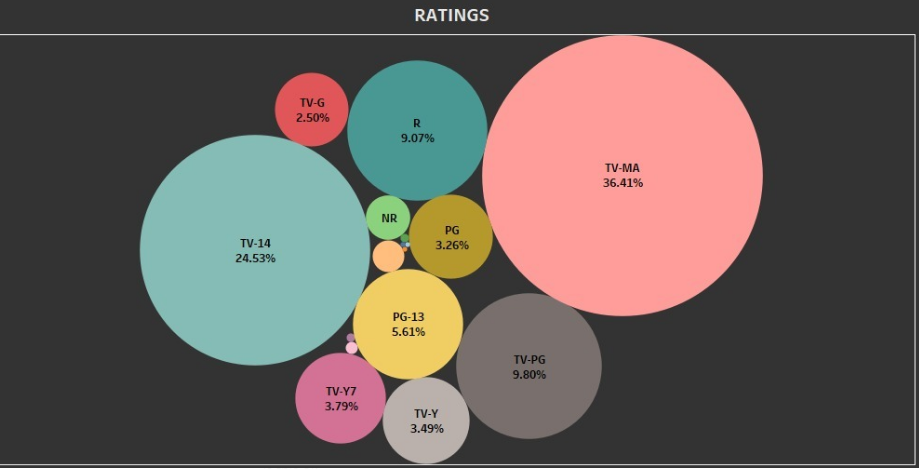 RATINGS
TV-G
2.50%
R
9.07%
TV-MA
36.41%
NR
PG
3.26%
TV-14
24.53%
PG-13
5.61%
TV-PG
9.80%
TV-Y7
3.79%
TV-Y
3.49%